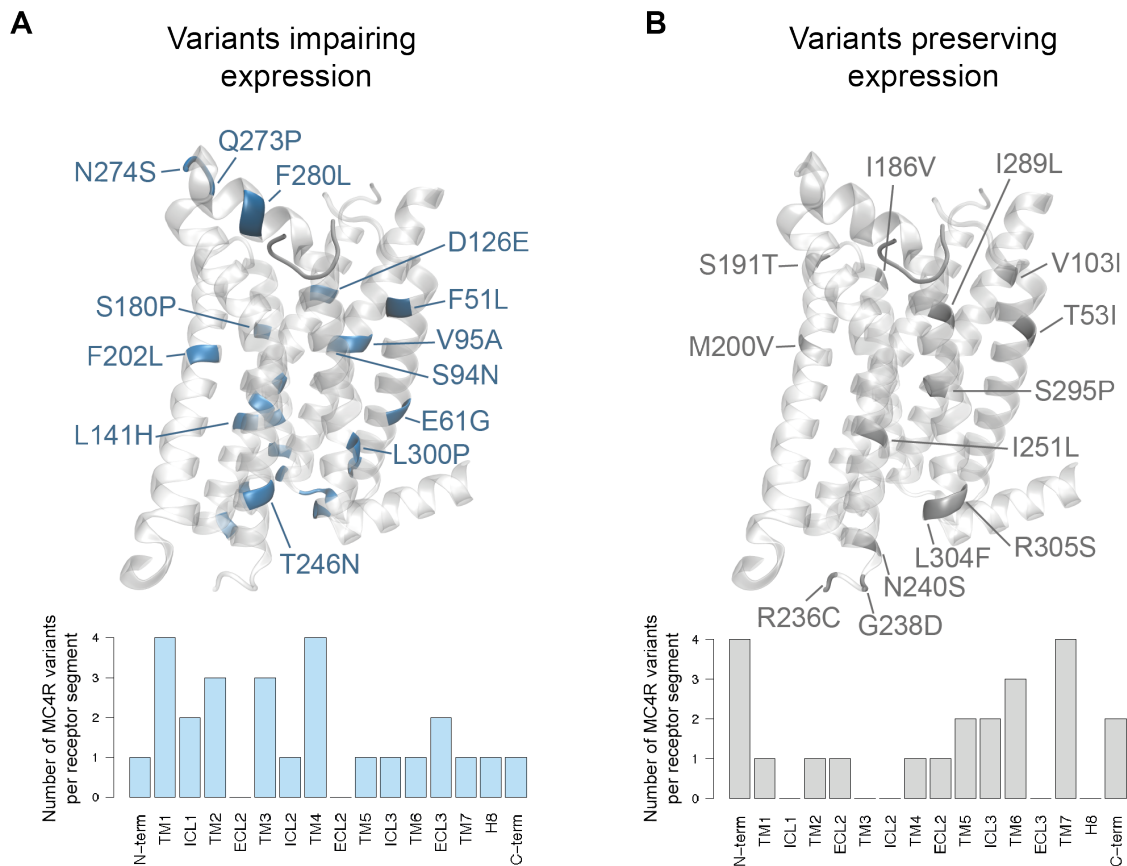 A
Variants impairing
expression
N274S
Q273P
F280L
D126E
F51L
S180P
V95A
F202L
S94N
E61G
L141H
L300P
T246N
Number of MC4R variants
per receptor segment
4
3
2
1
0
N-term
TM1
ICL1
TM2
ECL2
TM3
ICL2
TM4
ECL2
TM5
ICL3
TM6
ECL3
TM7
H8
C-term
B
Variants preserving
expression
I186V
I289L
S191T
V103I
T53I
M200V
S295P
I251L
L304F
R305S
N240S
R236C
G238D
Number of MC4R variants
per receptor segment
4
3
2
1
0
N-term
TM1
ICL1
TM2
ECL2
TM3
ICL2
TM4
ECL2
TM5
ICL3
TM6
ECL3
TM7
H8
C-term